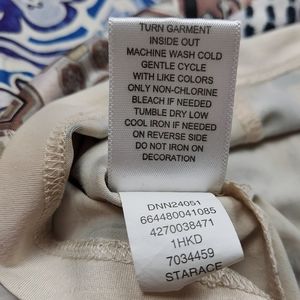 TURN GARMENT
INSIDE OUT
MACHINE WASH COLD
GENTLE CYCLE
WITH LIKE COLORS
ONLY NON-CHLORINE
BLEACH IF NEEDED
TUMBLE DRY LOW
COOL IRON IF NEEDED
ON REVERSE SIDE
DO NOT IRON ON
DECORATION
DNN24051
664480041085
4270038471
1HKD
7034459
STARACE